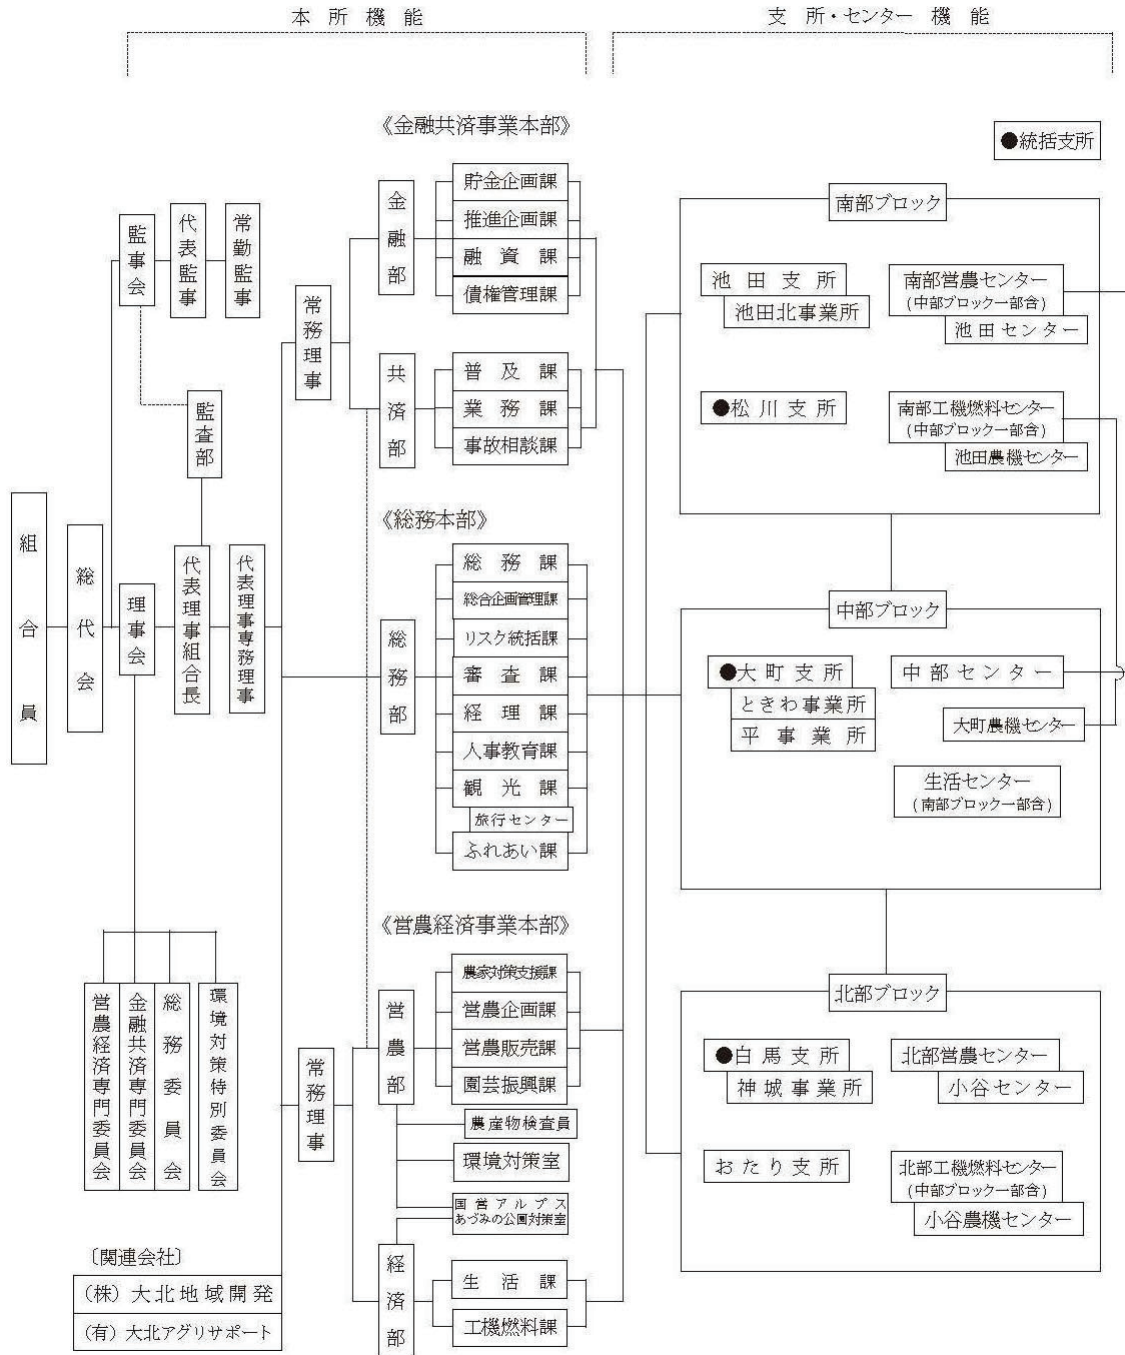 本所機能
支所・センター機能
●統括支所
組合員
総代会
監事会
代表監事
常勤監事
監査部
理事会
代表理事組合長
代表理事専務理事
営農経済専門委員会
金融共済専門委員会
総務委員会
環境対策特別委員会
〔関連会社〕
(株)大北地域開発
(有)大北アグリサポート
常務理事
《金融共済事業本部》
金融部
貯金企画課
推進企画課
融資課
債権管理課
共済部
普及課
業務課
事故相談課
《総務本部》
総務部
総務課
総合企画管理課
リスク統括課
審査課
経理課
人事教育課
観光課
旅行センター
ふれあい課
常務理事
《営農経済事業本部》
営農部
農家対策支援課
営農企画課
営農販売課
園芸振興課
農産物検査員
環境対策室
国営アルプス
あづみの公園対策室
経済部
生活課
工機燃料課
南部ブロック
池田支所
池田北事業所
南部営農センター
(中部ブロック一部含)
池田センター
●松川支所
南部工機燃料センター
(中部ブロック一部含)
池田農機センター
中部ブロック
●大町支所
ときわ事業所
平事業所
中部センター
大町農機センター
生活センター
(南部ブロック一部含)
北部ブロック
●白馬支所
神城事業所
北部営農センター
小谷センター
おたり支所
北部工機燃料センター
(中部ブロック一部含)
小谷農機センター